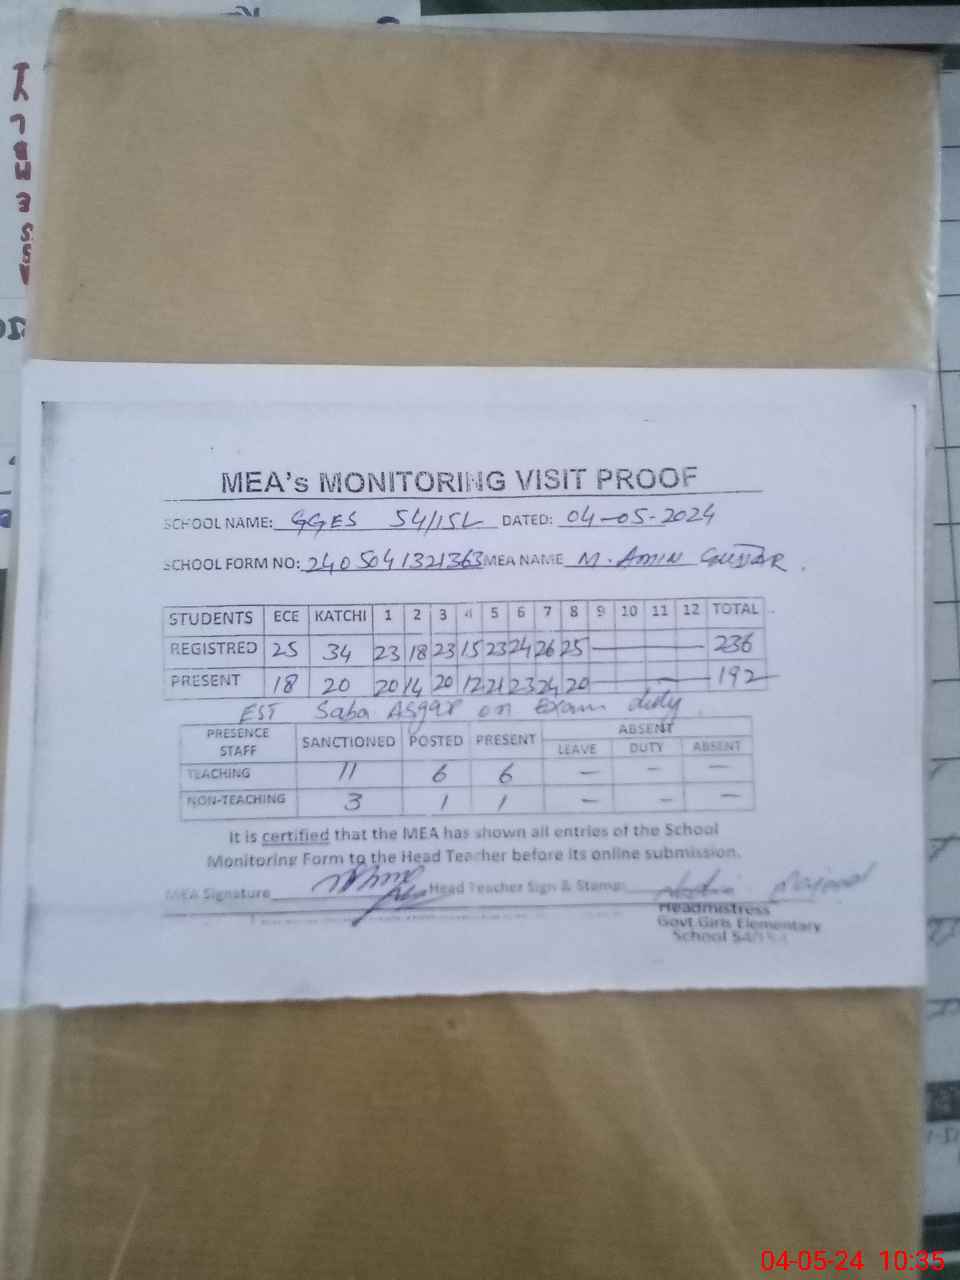 ASSEMBLY
MEA's MONITORING VISIT PROOF
SCHOOL NAME: GGES 54/15L DATED: 04-05-2024
SCHOOL FORM NO: 2405041321363 MEA NAME M. AMIN
STUDENTS ECE KATCHI 1 2 3 4 5 6 7 8 9 10 11 12 TOTAL
REGISTRED 25 34 23 18 23 15 23 24 26 25 236
PRESENT 18 20 20 14 20 12 21 23 24 20 192
EST Saba Asgar on Exam duty
PRESENCE STAFF SANCTIONED POSTED PRESENT ABSENT
LEAVE DUTY ABSENT
TEACHING 11 6 6 - - -
NON-TEACHING 3 1 1 - - -
It is certified that the MEA has shown all entries of the School
Monitoring Form to the Head Teacher before its online submission.
MEA Signature Head Teacher Sign & Stamp:
Headmistress
Govt.Girls Elementary
School 54/15-L
04-05-24 10:35